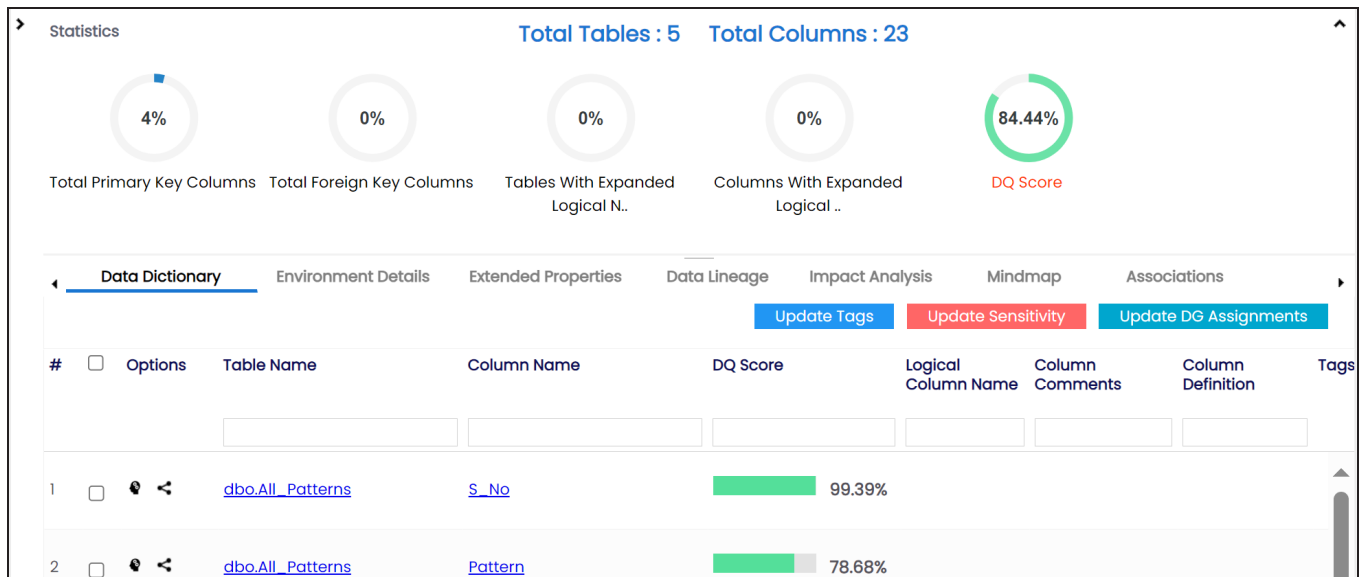 Statistics
Total Tables : 5 Total Columns : 23
4% 0% 0% 0% 84.44%
Total Primary Key Columns Total Foreign Key Columns Tables With Expanded Columns With Expanded DQ Score
Logical N.. Logical ..
Data Dictionary Environment Details Extended Properties Data Lineage Impact Analysis Mindmap Associations
Update Tags Update Sensitivity Update DG Assignments
# Options Table Name Column Name DQ Score Logical Column Column Tags
Column Name Comments Definition
1 dbo.All_Patterns S_No 99.39%
2 dbo.All_Patterns Pattern 78.68%